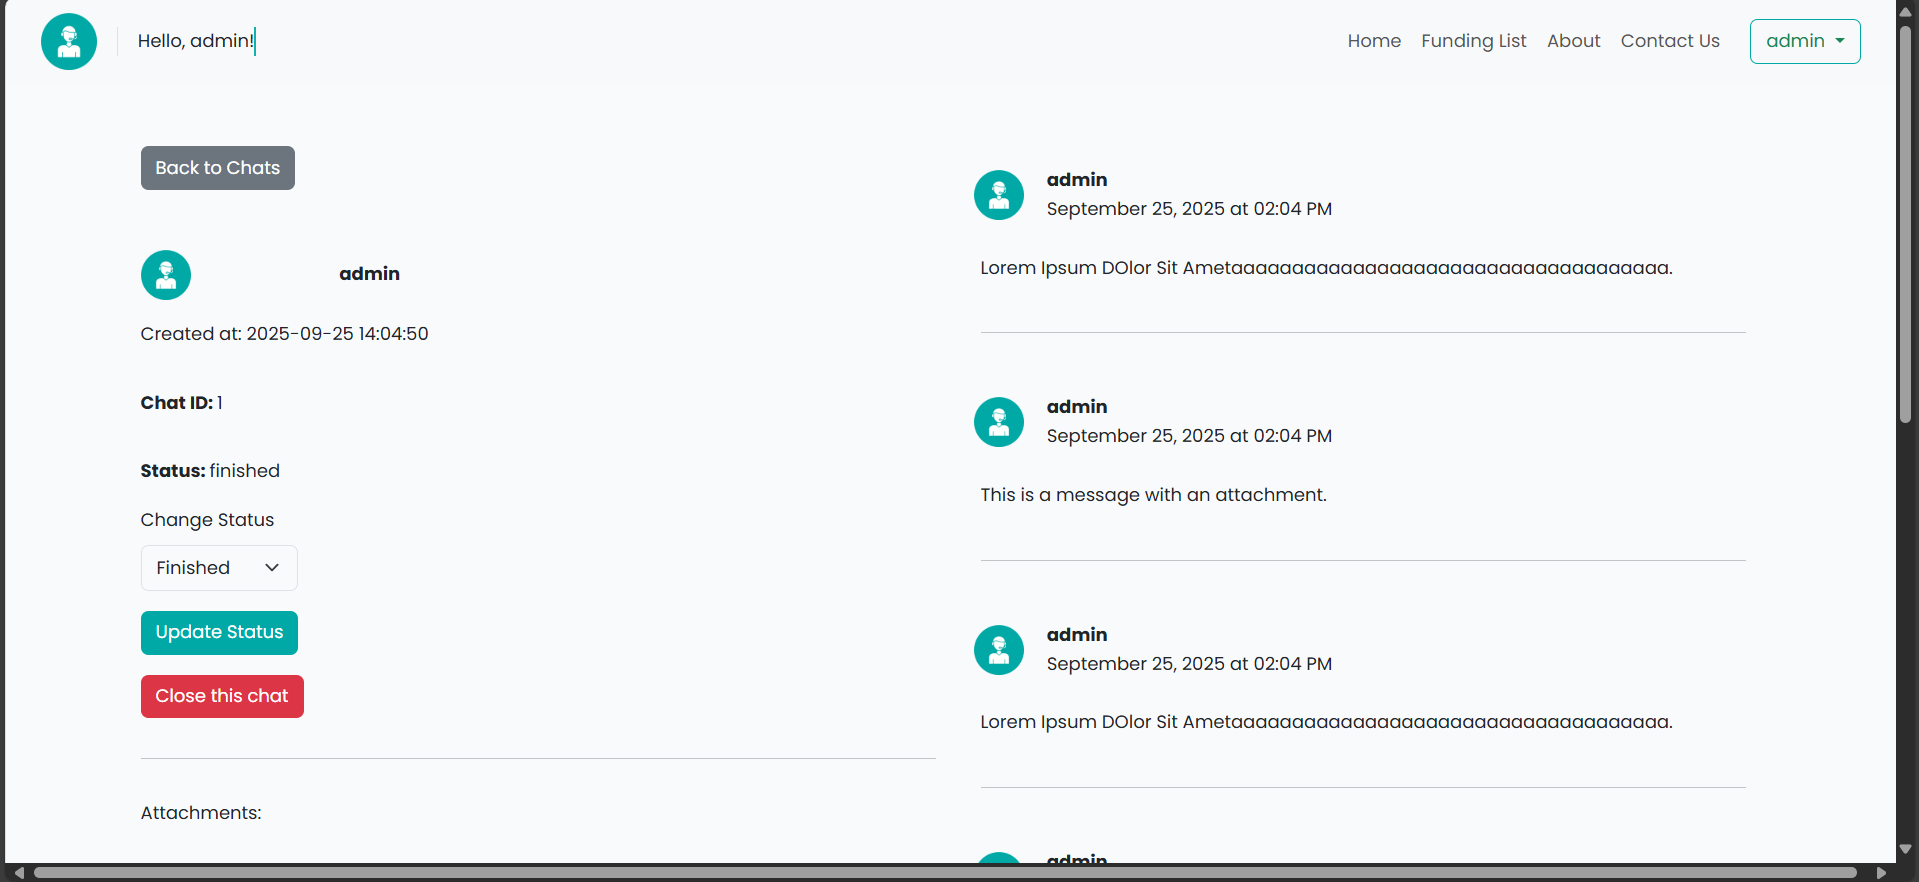 Hello, admin!
Home Funding List About Contact Us admin
Back to Chats
admin
Created at: 2025-09-25 14:04:50
Chat ID: 1
Status: finished
Change Status
Finished
Update Status
Close this chat
Attachments:
admin
September 25, 2025 at 02:04 PM
Lorem Ipsum DOlor Sit Ametaaaaaaaaaaaaaaaaaaaaaaaaaaaaaaaaaaaa.
admin
September 25, 2025 at 02:04 PM
This is a message with an attachment.
admin
September 25, 2025 at 02:04 PM
Lorem Ipsum DOlor Sit Ametaaaaaaaaaaaaaaaaaaaaaaaaaaaaaaaaaaaa.
admin